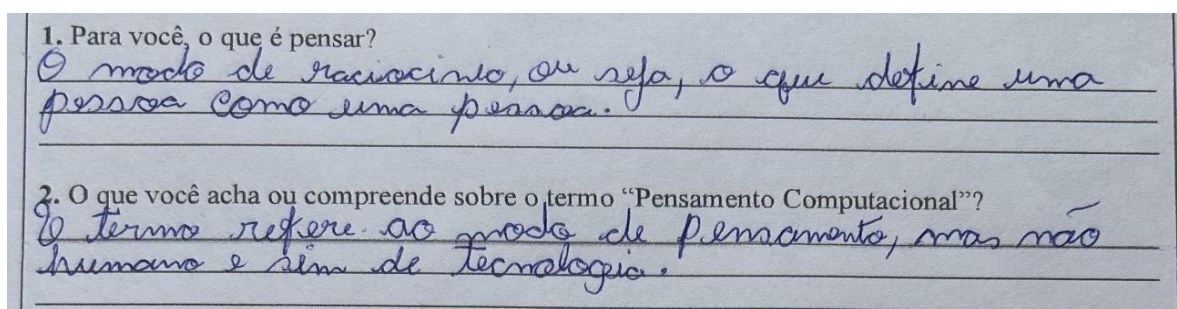 1. Para você, o que é pensar?
O modo de raciocinio, ou seja, o que define uma
pessoa como uma pessoa.
2. O que você acha ou compreende sobre o termo “Pensamento Computacional”?
O termo refere ao modo de pensamento, mas não
humano e sim de tecnologia.